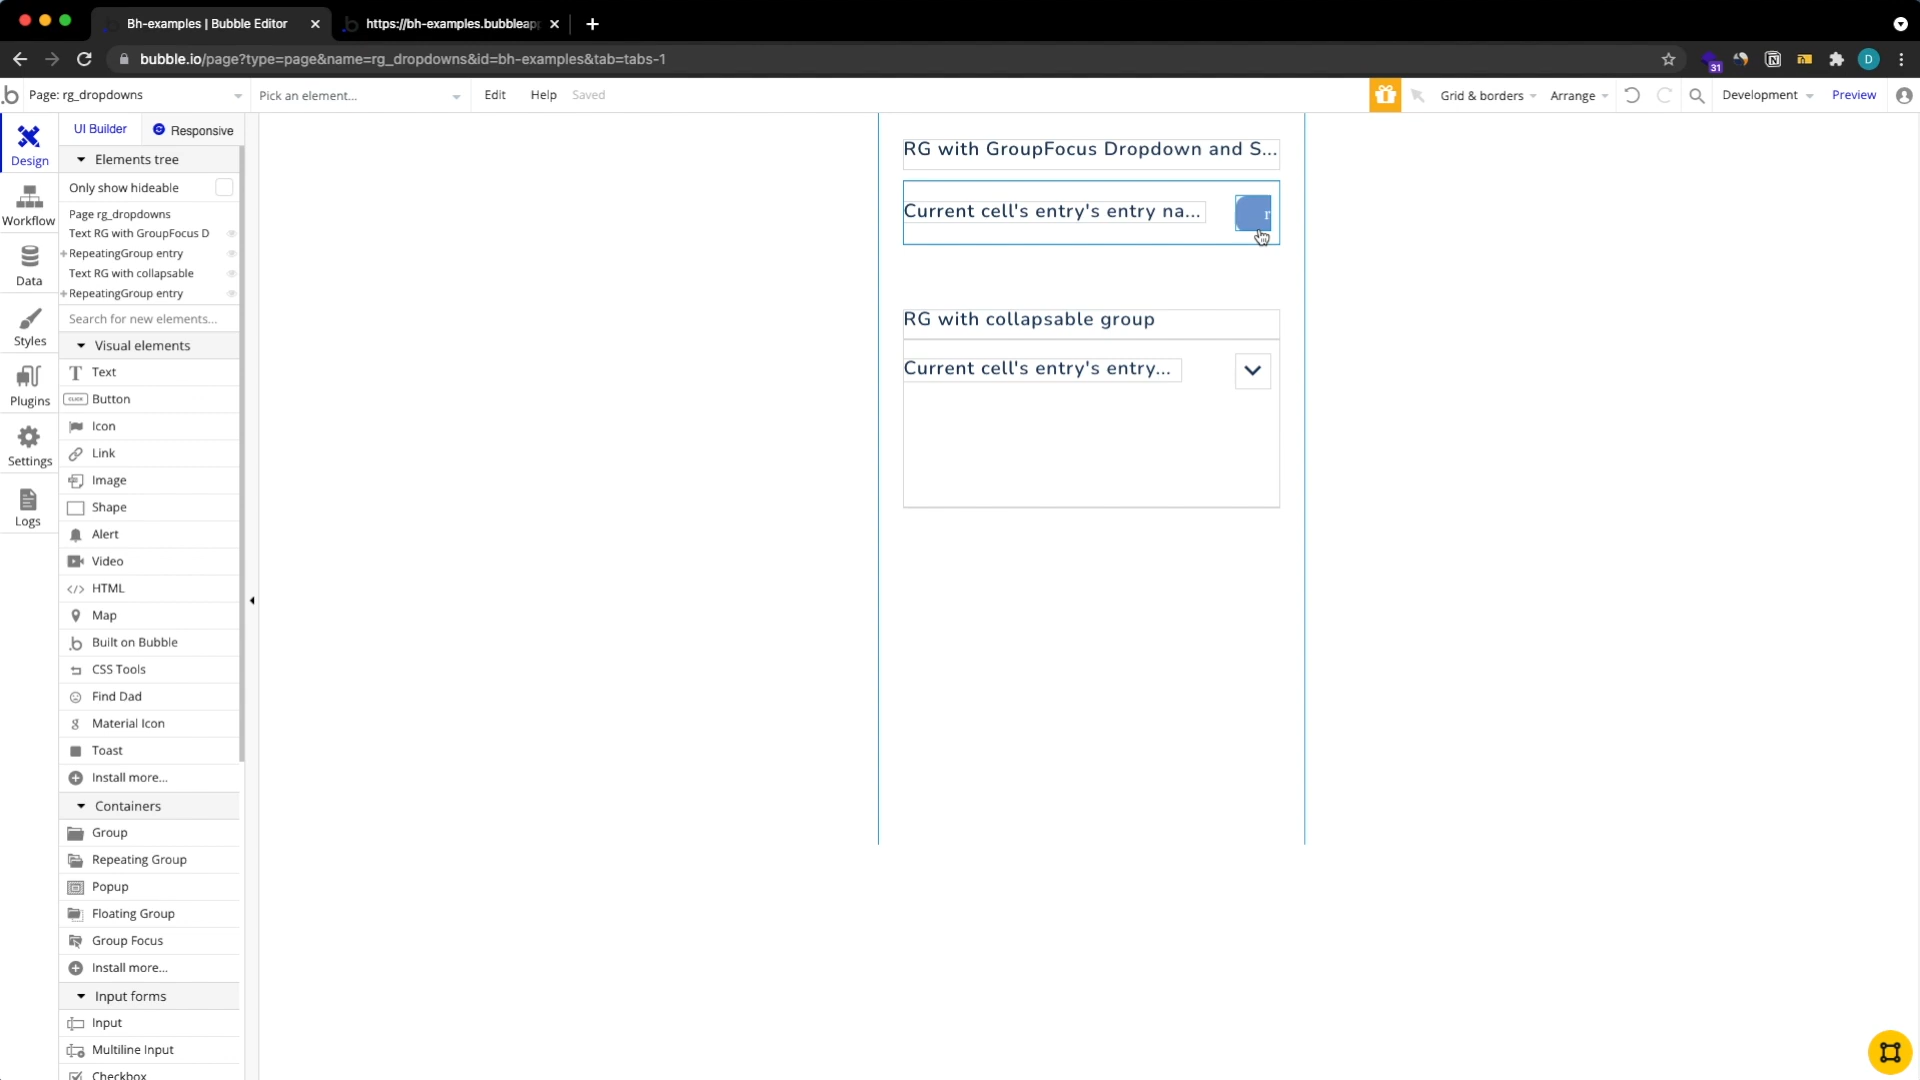 Bh-examples | Bubble Editor
https://bh-examples.bubbleap
bubble.io/page?type=page&name=rg_dropdowns&id=bh-examples&tab=tabs-1
31
D
Page: rg_dropdowns
Pick an element...
Edit
Help
Saved
Grid & borders
Arrange
Development
Preview
Design
Workflow
Data
Styles
Plugins
Settings
Logs
UI Builder
Responsive
Elements tree
Only show hideable
Page rg_dropdowns
Text RG with GroupFocus D
RepeatingGroup entry
Text RG with collapsable
RepeatingGroup entry
Search for new elements...
Visual elements
Text
CLICK Button
Icon
Link
Image
Shape
Alert
Video
</> HTML
Map
Built on Bubble
CSS Tools
Find Dad
Material Icon
Toast
Install more...
Containers
Group
Repeating Group
Popup
Floating Group
Group Focus
Install more...
Input forms
Input
Multiline Input
Checkbox
RG with GroupFocus Dropdown and S...
Current cell's entry's entry na...
r
RG with collapsable group
Current cell's entry's entry...